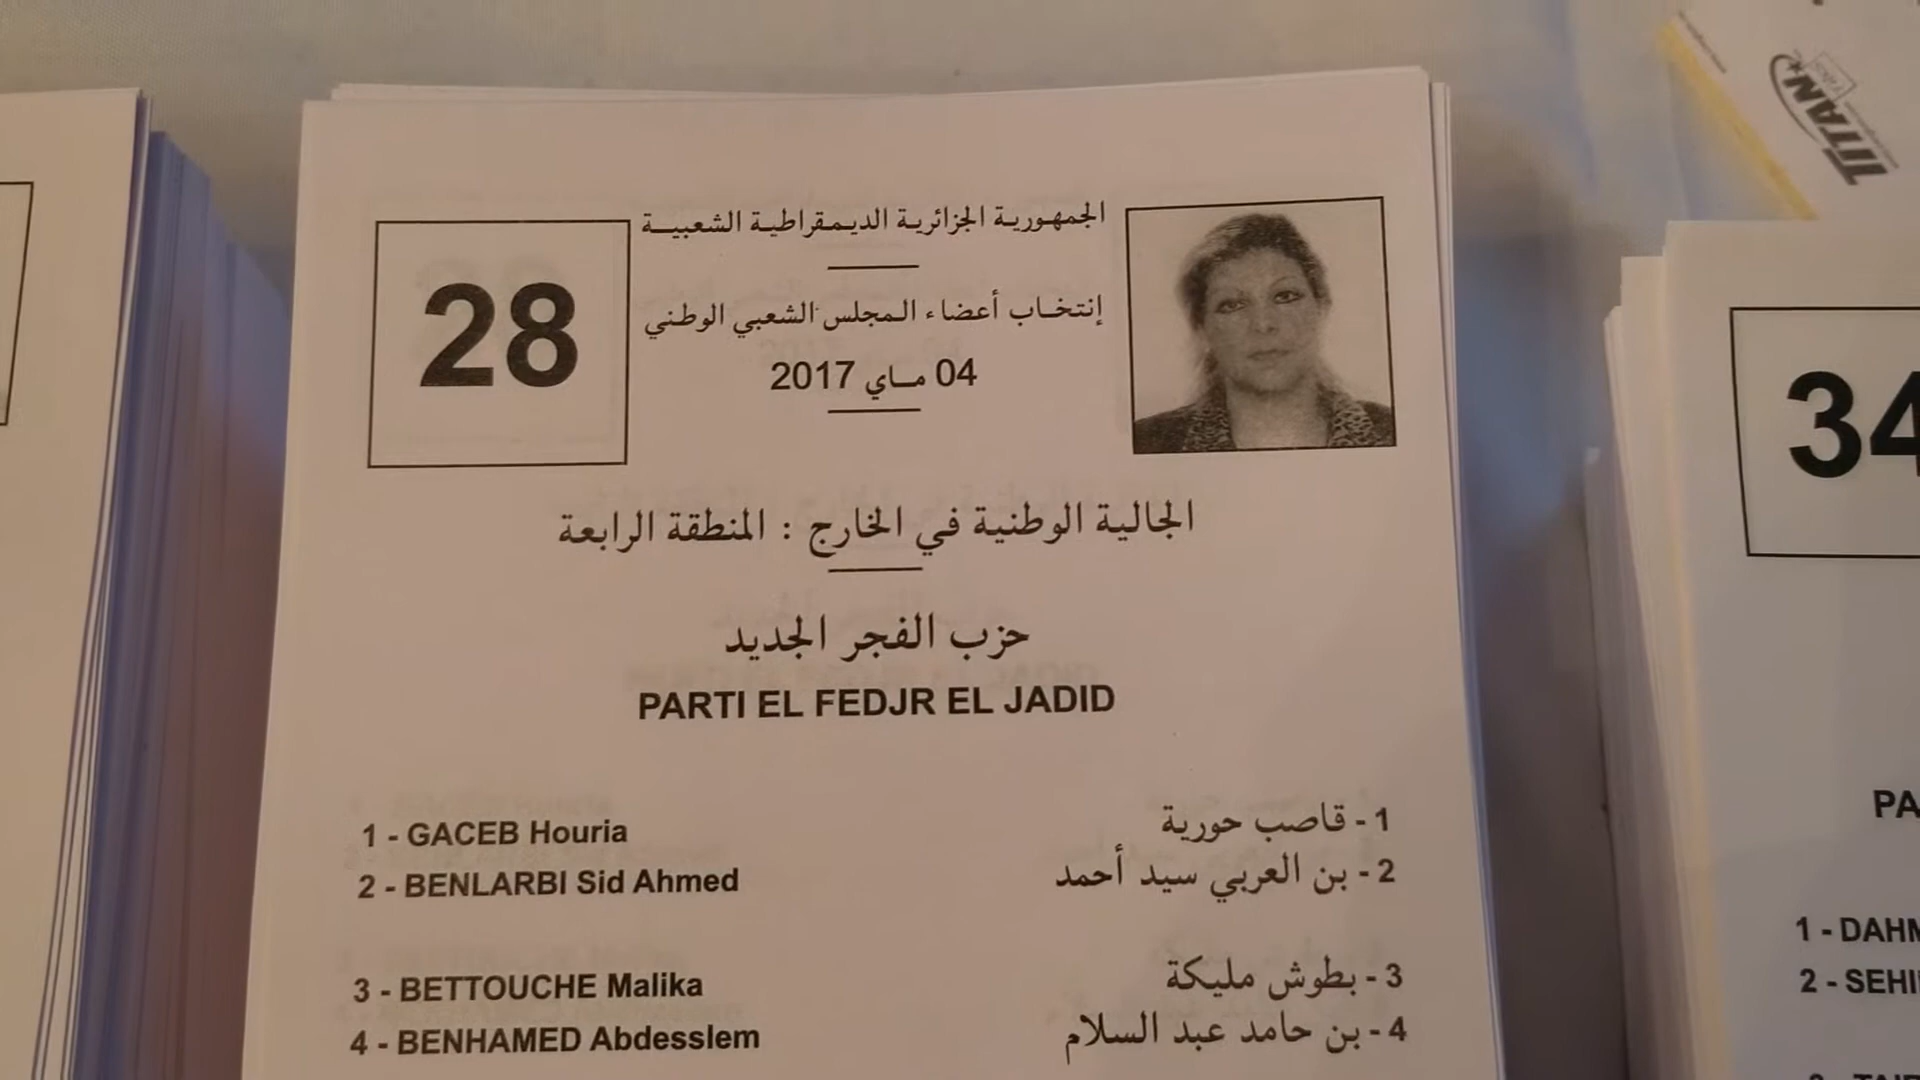 28
الجمهورية الجزائرية الديمقراطية الشعبية
إنتخاب أعضاء المجلس الشعبي الوطني
04 ماي 2017
الجالية الوطنية في الخارج : المنطقة الرابعة
حزب الفجر الجديد
PARTI EL FEDJR EL JADID
1 - GACEB Houria
1 - قاصب حورية
2 - BENLARBI Sid Ahmed
2 - بن العربي سيد أحمد
3 - BETTOUCHE Malika
3 - بطوش مليكة
4 - BENHAMED Abdesslem
4 - بن حامد عبد السلام
TITAN
34
PA
1 - DAHM
2 - SEHI